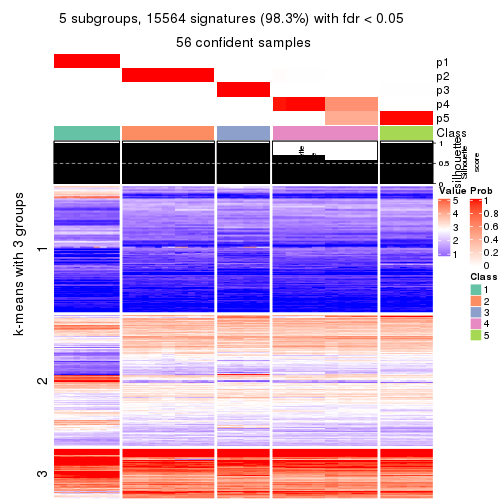 5 subgroups, 15564 signatures (98.3%) with fdr < 0.05
56 confident samples
p1
p2
p3
p4
p5
Class
1
0.5
0
silhouette
Silhouette
score
k-means with 3 groups
1
2
3
Value
5
4
3
2
1
Prob
1
0.8
0.6
0.4
0.2
0
Class
1
2
3
4
5